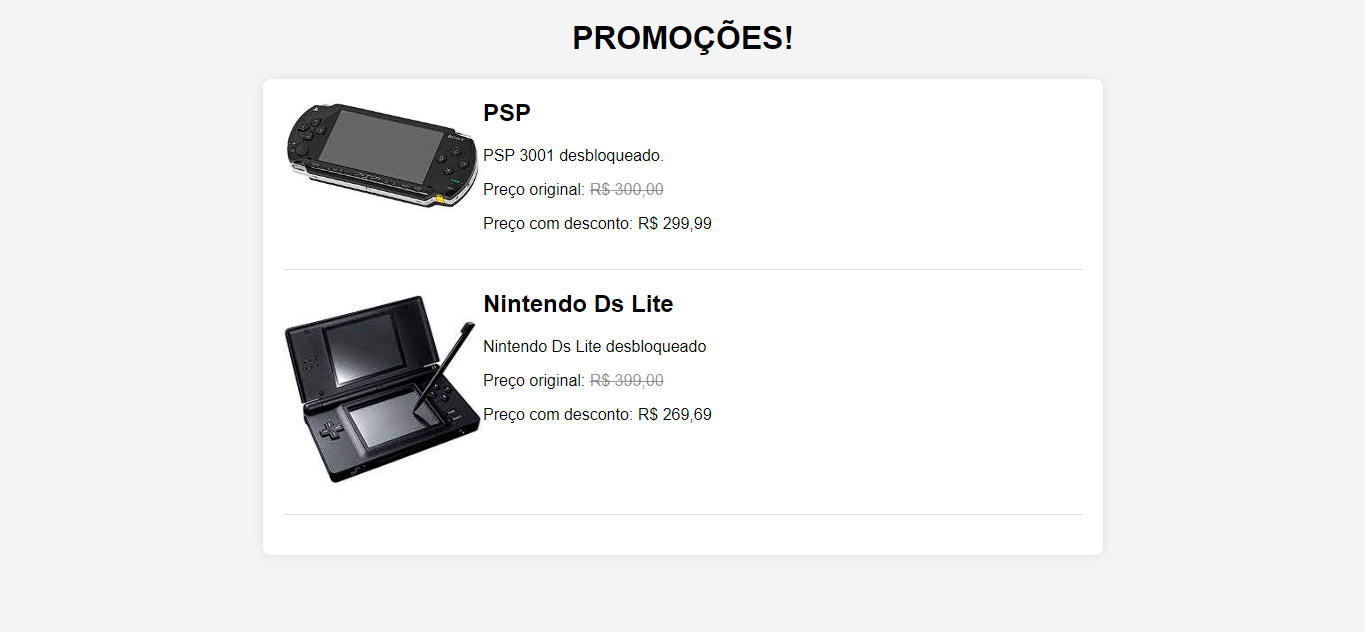 PROMOÇÕES!
PSP
PSP 3001 desbloqueado.
Preço original: R$ 300,00
Preço com desconto: R$ 299,99
Nintendo Ds Lite
Nintendo Ds Lite desbloqueado
Preço original: R$ 399,00
Preço com desconto: R$ 269,69
SONY